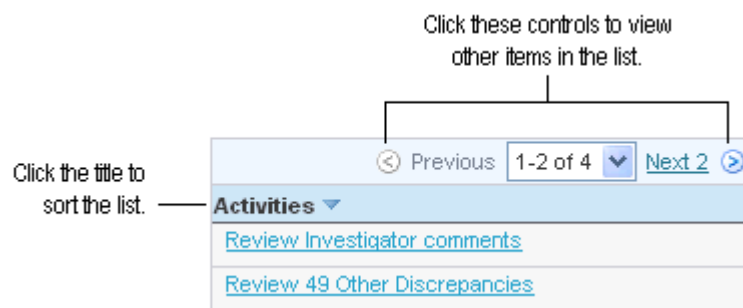 Click these controls to view
other items in the list.
Previous 1-2 of 4 Next 2
Click the title to
sort the list.
Activities
Review Investigator comments
Review 49 Other Discrepancies